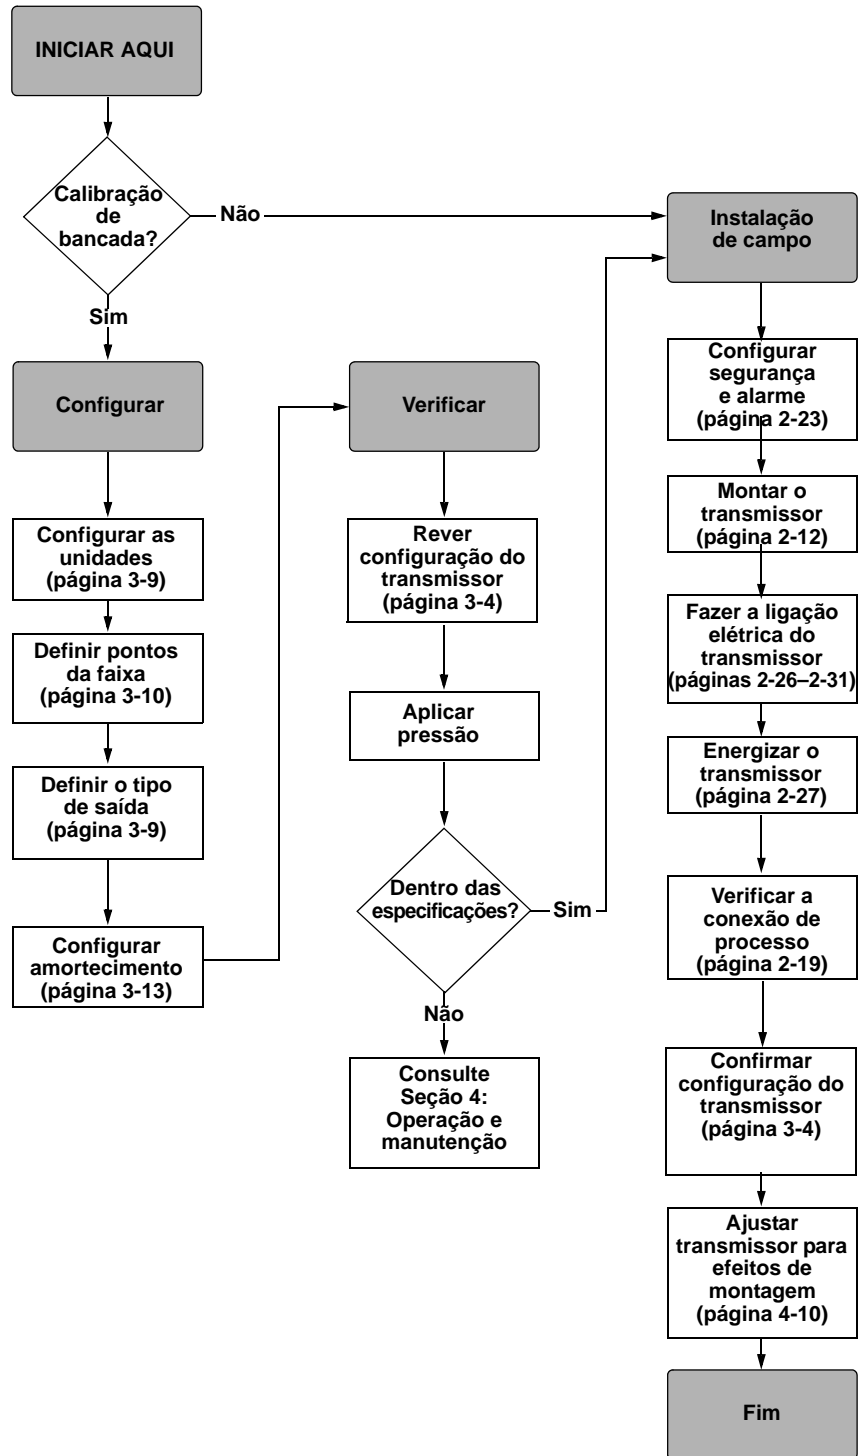 INICIAR AQUI
Calibração
de
bancada?
Não
Sim
Configurar
Configurar as
unidades
(página 3-9)
Definir pontos
da faixa
(página 3-10)
Definir o tipo
de saída
(página 3-9)
Configurar
amortecimento
(página 3-13)
Verificar
Rever
configuração do
transmissor
(página 3-4)
Aplicar
pressão
Dentro das
especificações?
Sim
Não
Consulte
Seção 4:
Operação e
manutenção
Instalação
de campo
Configurar
segurança
e alarme
(página 2-23)
Montar o
transmissor
(página 2-12)
Fazer a ligação
elétrica do
transmissor
(páginas 2-26–2-31)
Energizar o
transmissor
(página 2-27)
Verificar a
conexão de
processo
(página 2-19)
Confirmar
configuração do
transmissor
(página 3-4)
Ajustar
transmissor para
efeitos de
montagem
(página 4-10)
Fim